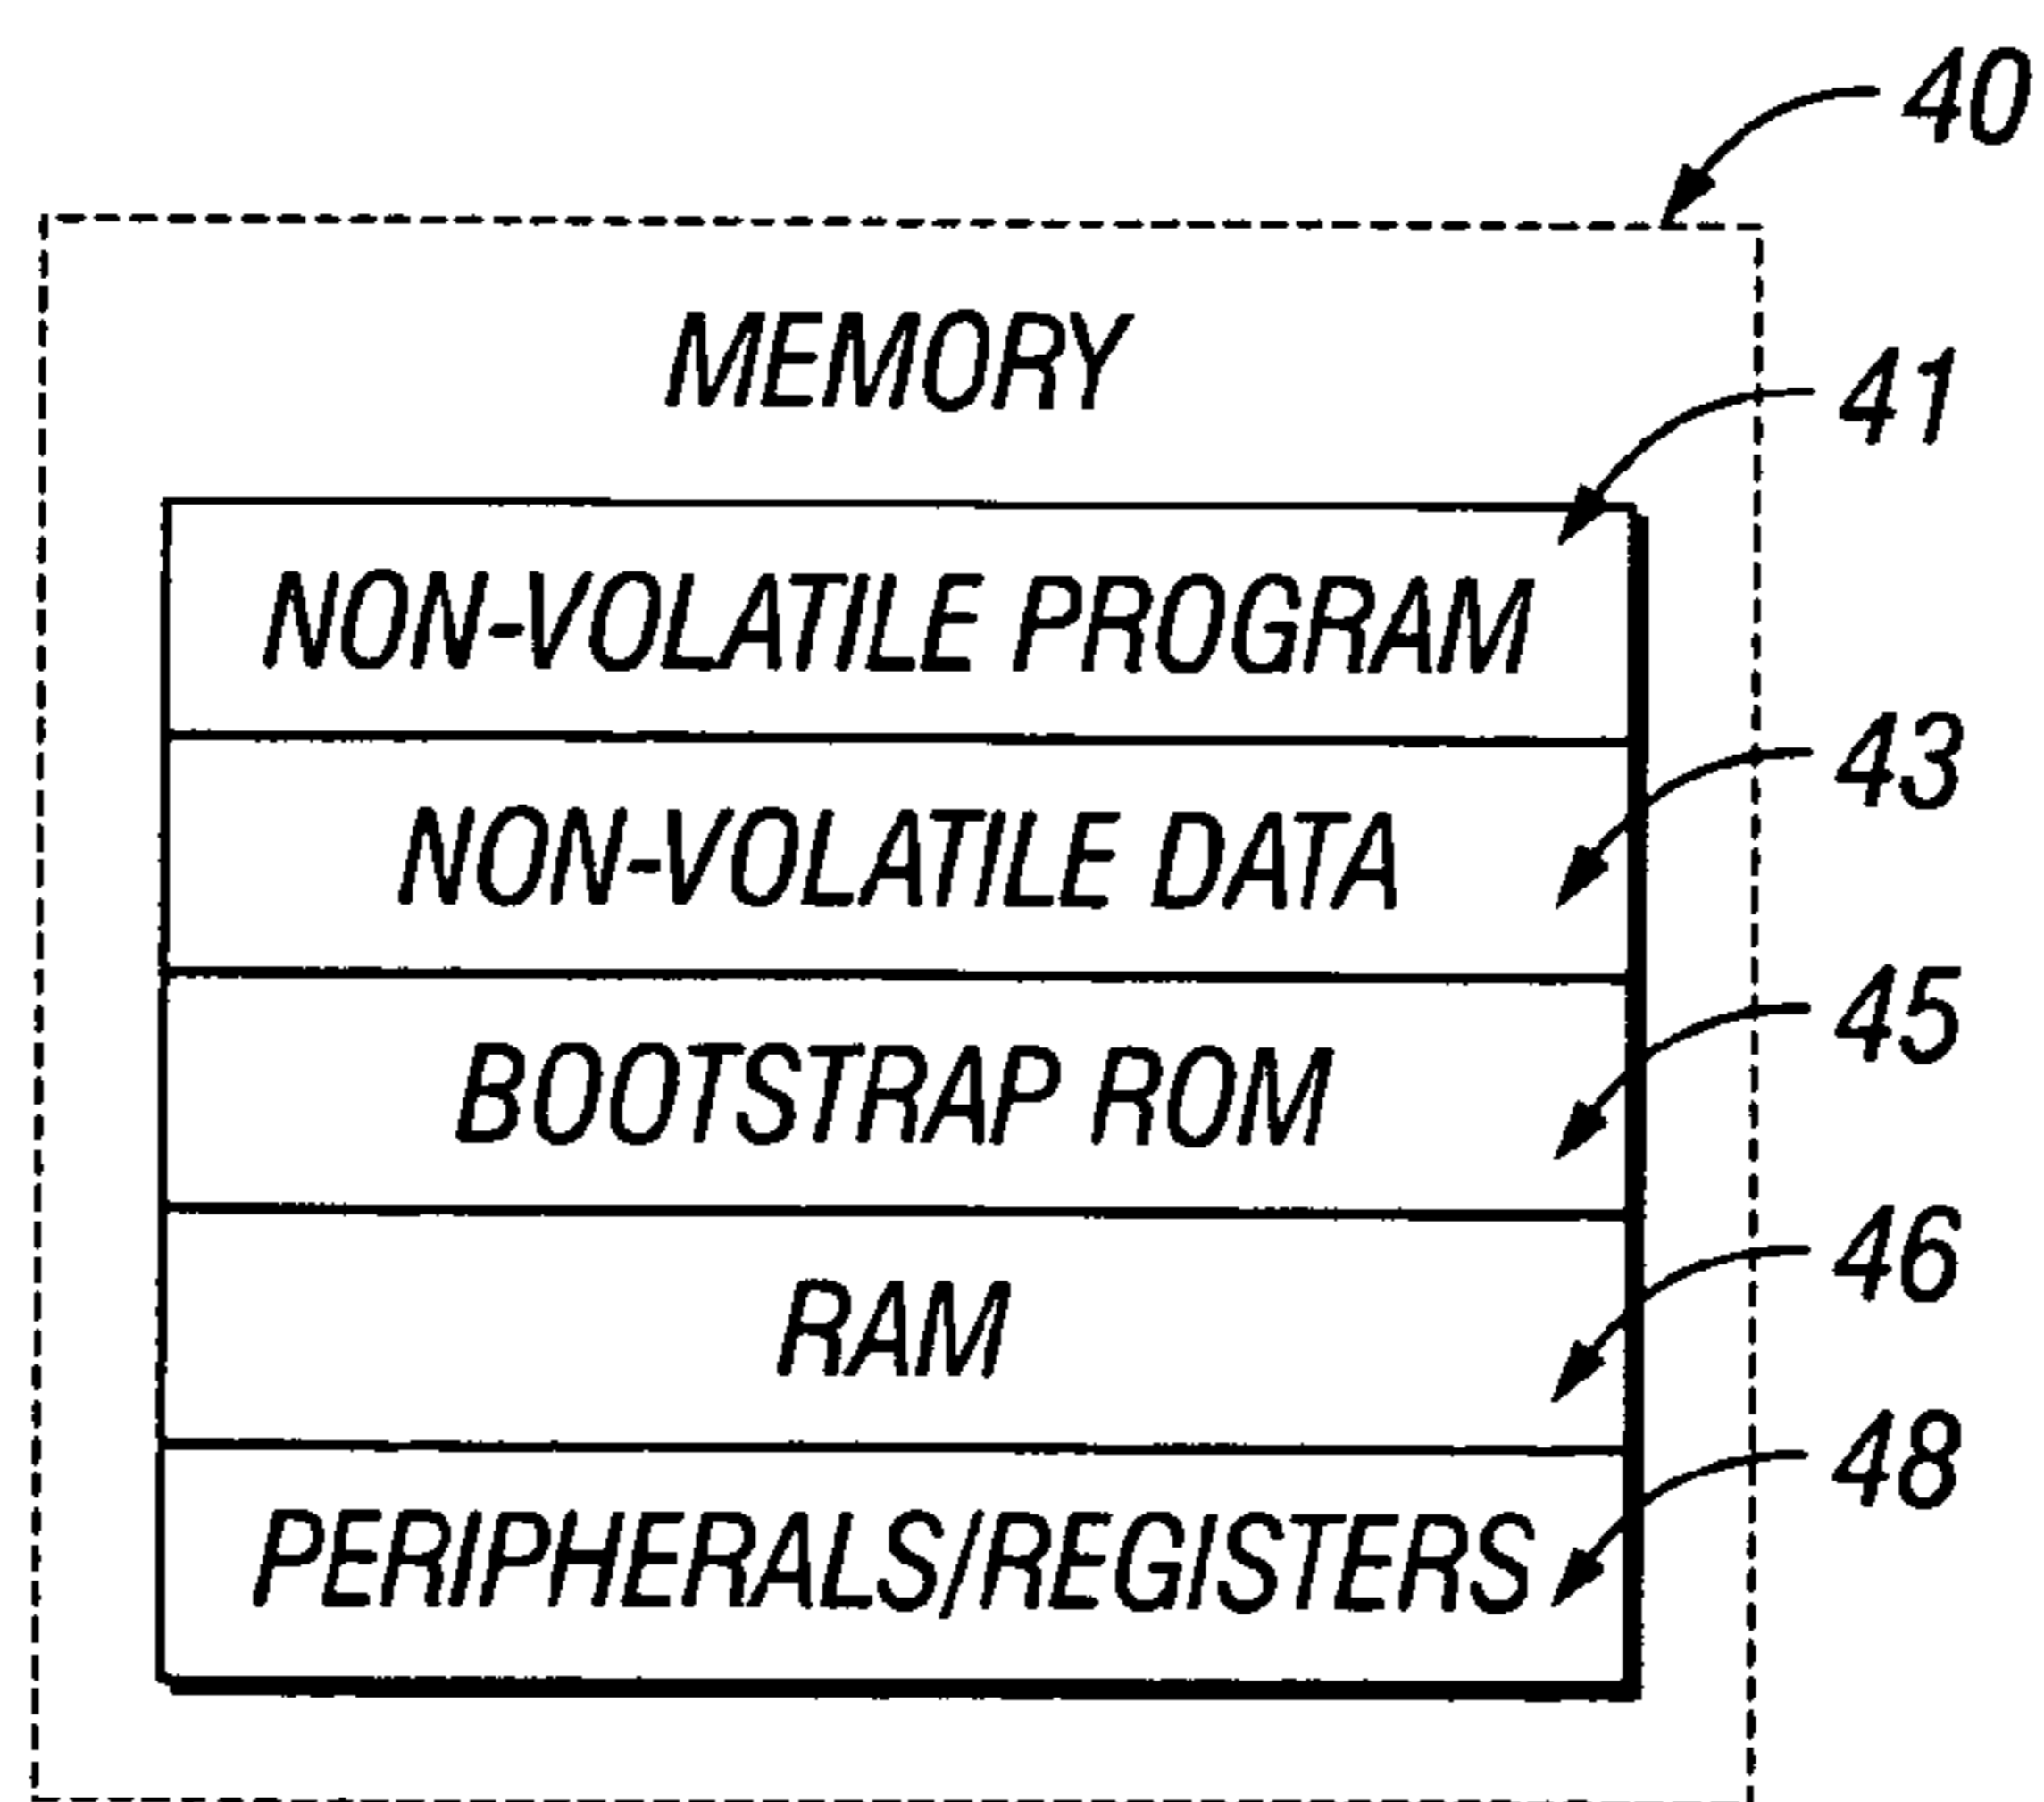 40
MEMORY
41
NON-VOLATILE PROGRAM
43
NON-VOLATILE DATA
45
BOOTSTRAP ROM
46
RAM
48
PERIPHERALS/REGISTERS